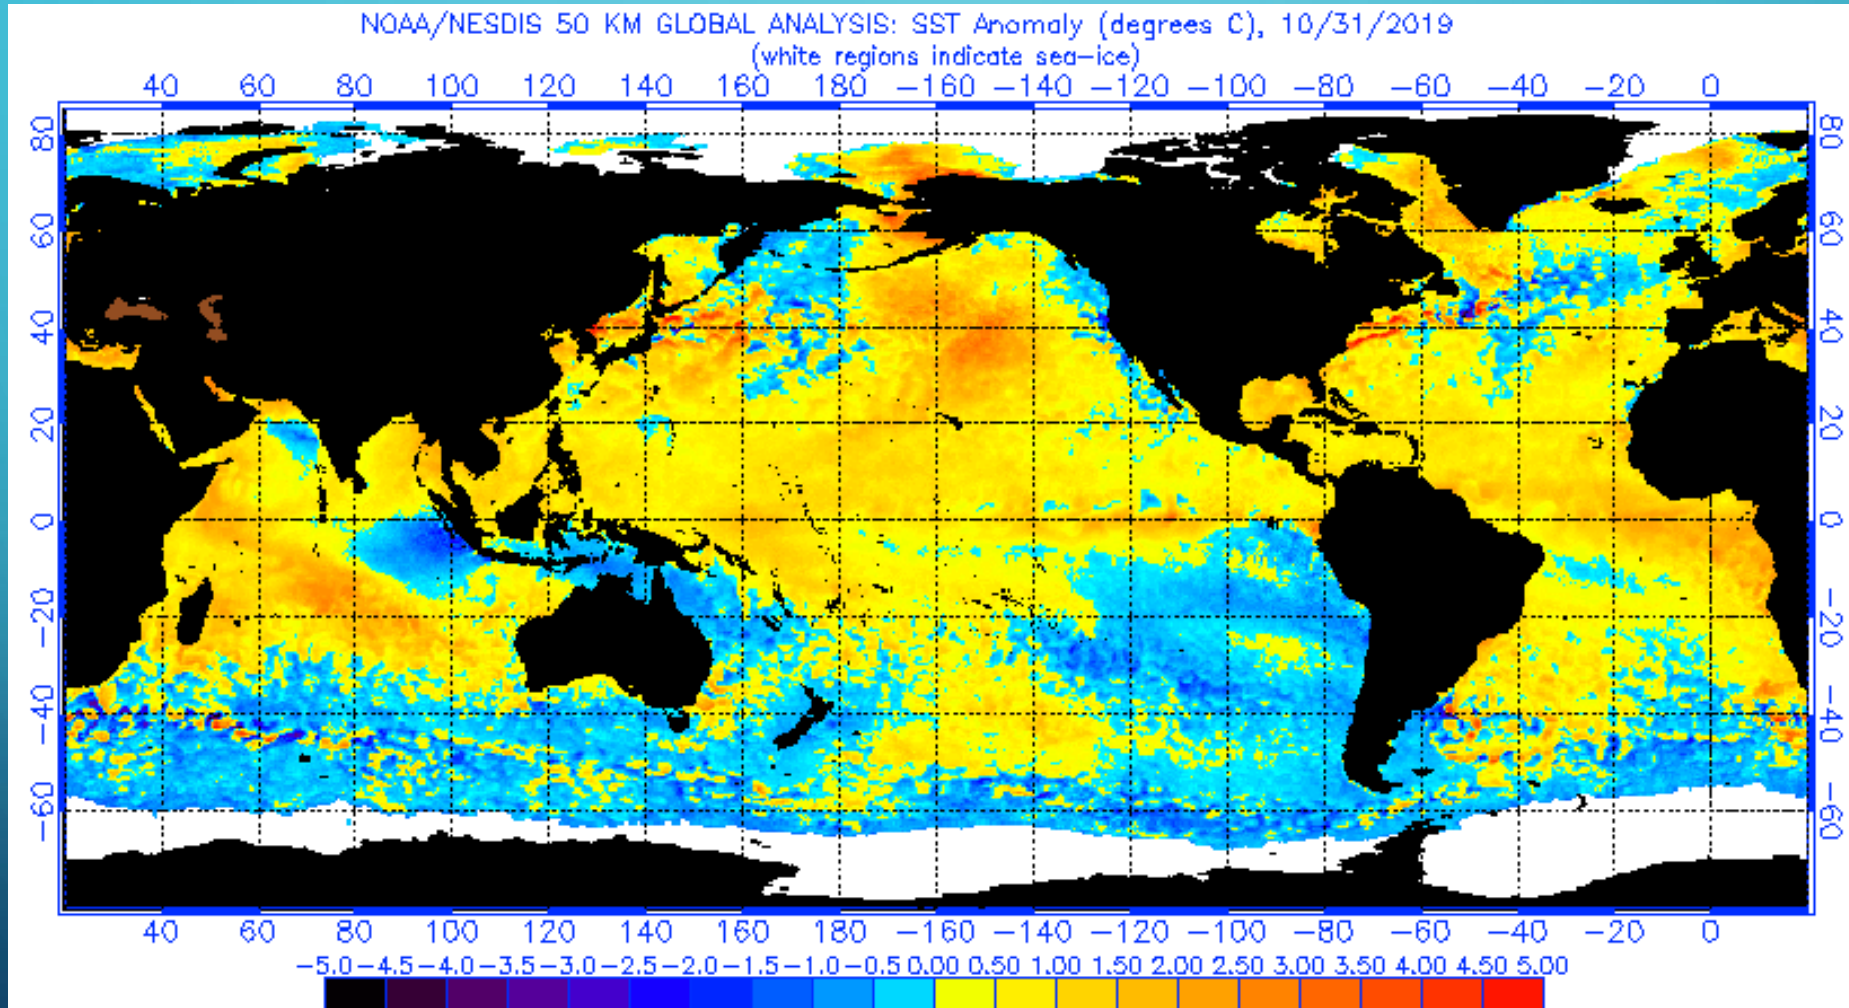 NOAA/NESDIS 50 KM GLOBAL ANALYSIS: SST Anomaly (degrees C), 10/31/2019
(white regions indicate sea-ice)
40 60 80 100 120 140 160 180 -160 -140 -120 -100 -80 -60 -40 -20 0
80 80
60 60
40 40
20 20
0 0
-20 -20
-40 -40
-60 -60
40 60 80 100 120 140 160 180 -160 -140 -120 -100 -80 -60 -40 -20 0
-5.0 -4.5 -4.0 -3.5 -3.0 -2.5 -2.0 -1.5 -1.0 -0.5 0.00 0.50 1.00 1.50 2.00 2.50 3.00 3.50 4.00 4.50 5.00